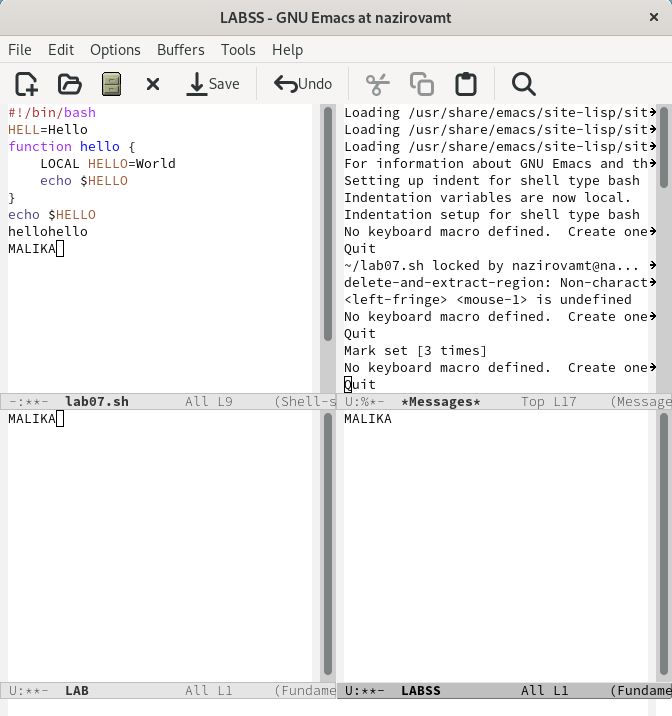 LABSS - GNU Emacs at nazirovamt
File Edit Options Buffers Tools Help
Save Undo
#!/bin/bash
HELL=Hello
function hello {
    LOCAL HELLO=World
    echo $HELLO
}
echo $HELLO
hellohello
MALIKA
-:**-  lab07.sh       All L9     (Shell-s
Loading /usr/share/emacs/site-lisp/sit
Loading /usr/share/emacs/site-lisp/sit
Loading /usr/share/emacs/site-lisp/sit
For information about GNU Emacs and th
Setting up indent for shell type bash
Indentation variables are now local.
Indentation setup for shell type bash
No keyboard macro defined.  Create one
Quit
~/lab07.sh locked by nazirovamt@na...
delete-and-extract-region: Non-charact
<left-fringe> <mouse-1> is undefined
No keyboard macro defined.  Create one
Quit
Mark set [3 times]
No keyboard macro defined.  Create one
Quit
U:%*-  *Messages*     Top L17    (Message
MALIKA
U:**-  LAB            All L1     (Fundame
MALIKA
U:**-  LABSS          All L1     (Fundame